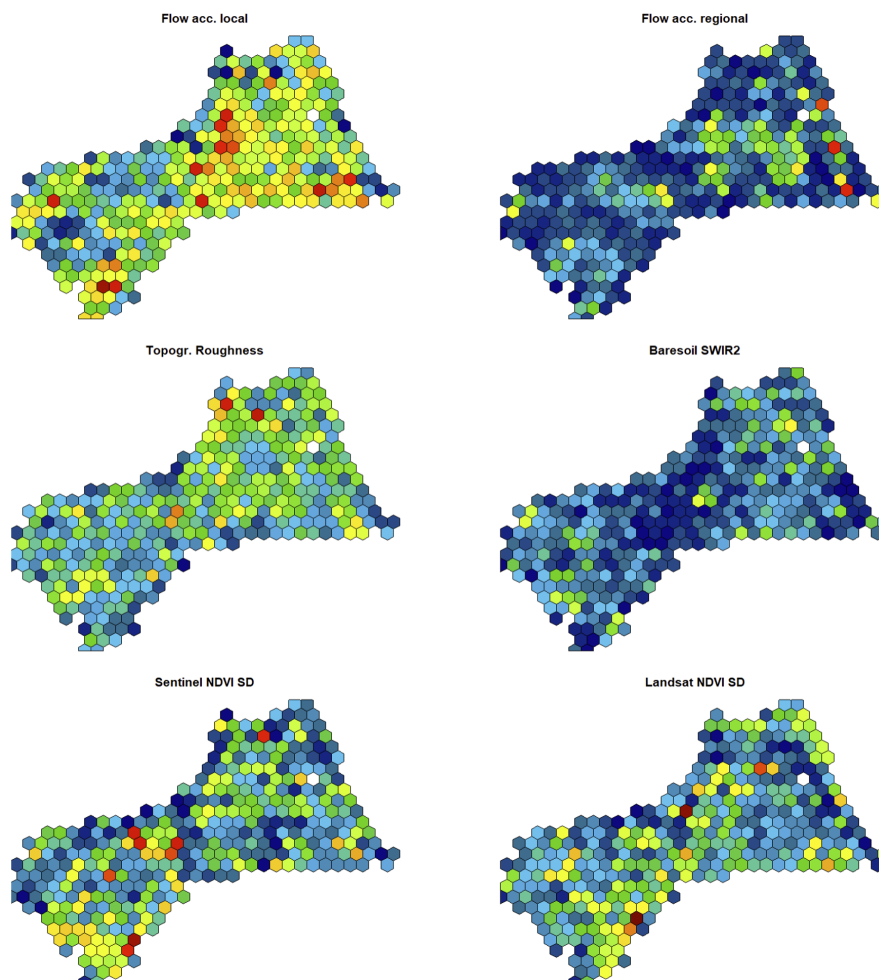 Flow acc. local
Flow acc. regional
Topogr. Roughness
Baresoil SWIR2
Sentinel NDVI SD
Landsat NDVI SD